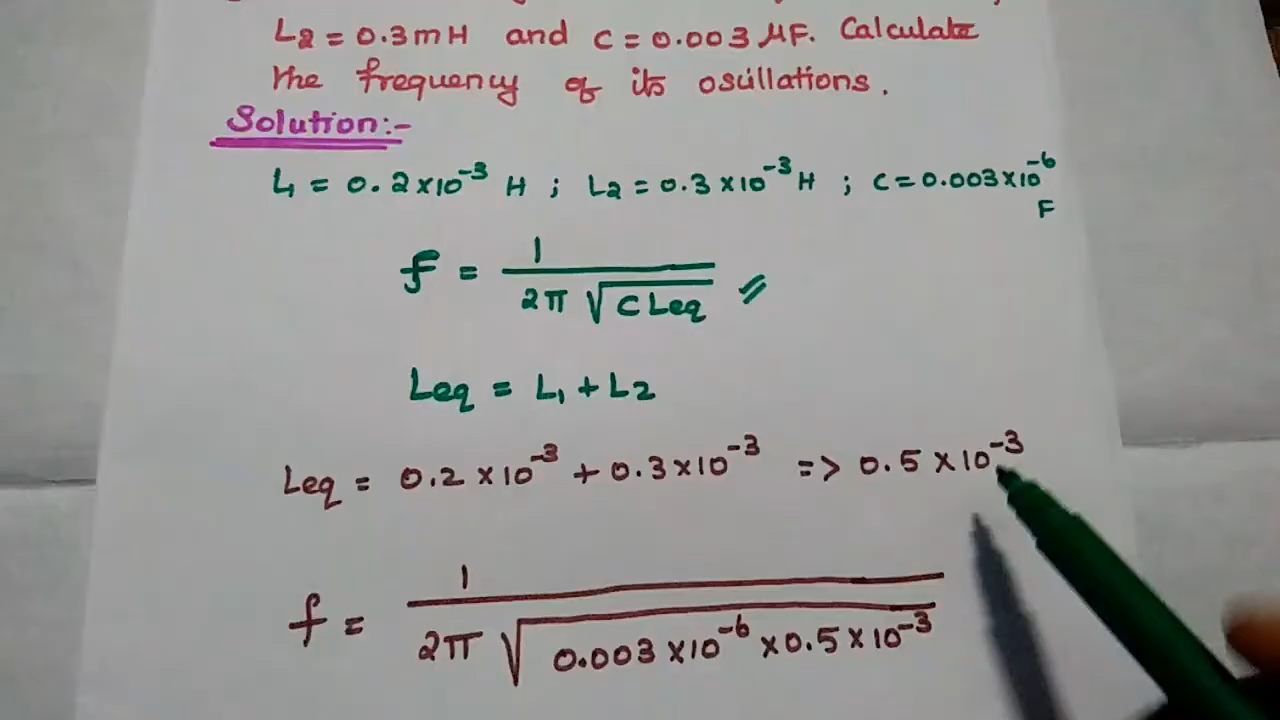 L2 = 0.3mH and c = 0.003 μF. Calculate
the frequency of its oscillations.
Solution:-
L1 = 0.2×10⁻³ H ; L2 = 0.3×10⁻³ H ; c = 0.003×10⁻⁶
F
f = 1 / 2π √C Leq
Leq = L1 + L2
Leq = 0.2×10⁻³ + 0.3×10⁻³ => 0.5×10⁻³
f = 1 / 2π √0.003×10⁻⁶ ×0.5×10⁻³